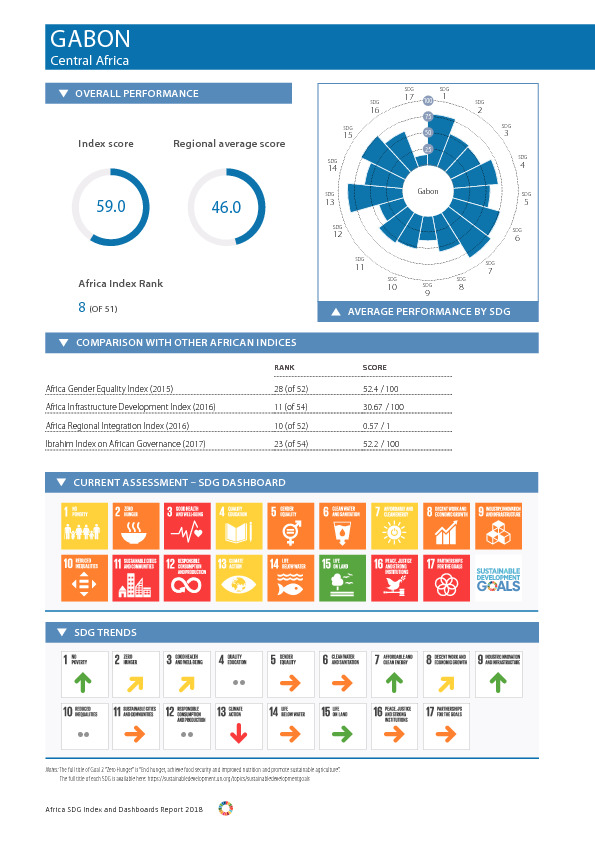 GABON
Central Africa
OVERALL PERFORMANCE
Index score
Regional average score
59.0
46.0
Africa Index Rank
8 (OF 51)
SDG 1
SDG 2
SDG 3
SDG 4
SDG 5
SDG 6
SDG 7
SDG 8
SDG 9
SDG 10
SDG 11
SDG 12
SDG 13
SDG 14
SDG 15
SDG 16
SDG 17
100
75
50
25
Gabon
AVERAGE PERFORMANCE BY SDG
COMPARISON WITH OTHER AFRICAN INDICES
RANK SCORE
Africa Gender Equality Index (2015) 28 (of 52) 52.4 / 100
Africa Infrastructure Development Index (2016) 11 (of 54) 30.67 / 100
Africa Regional Integration Index (2016) 10 (of 52) 0.57 / 1
Ibrahim Index on African Governance (2017) 23 (of 54) 52.2 / 100
CURRENT ASSESSMENT – SDG DASHBOARD
1 NO POVERTY
2 ZERO HUNGER
3 GOOD HEALTH AND WELL-BEING
4 QUALITY EDUCATION
5 GENDER EQUALITY
6 CLEAN WATER AND SANITATION
7 AFFORDABLE AND CLEAN ENERGY
8 DECENT WORK AND ECONOMIC GROWTH
9 INDUSTRY, INNOVATION AND INFRASTRUCTURE
10 REDUCED INEQUALITIES
11 SUSTAINABLE CITIES AND COMMUNITIES
12 RESPONSIBLE CONSUMPTION AND PRODUCTION
13 CLIMATE ACTION
14 LIFE BELOW WATER
15 LIFE ON LAND
16 PEACE, JUSTICE AND STRONG INSTITUTIONS
17 PARTNERSHIPS FOR THE GOALS
SUSTAINABLE
DEVELOPMENT
GOALS
SDG TRENDS
1 NO POVERTY
2 ZERO HUNGER
3 GOOD HEALTH AND WELL-BEING
4 QUALITY EDUCATION
5 GENDER EQUALITY
6 CLEAN WATER AND SANITATION
7 AFFORDABLE AND CLEAN ENERGY
8 DECENT WORK AND ECONOMIC GROWTH
9 INDUSTRY, INNOVATION AND INFRASTRUCTURE
10 REDUCED INEQUALITIES
11 SUSTAINABLE CITIES AND COMMUNITIES
12 RESPONSIBLE CONSUMPTION AND PRODUCTION
13 CLIMATE ACTION
14 LIFE BELOW WATER
15 LIFE ON LAND
16 PEACE, JUSTICE AND STRONG INSTITUTIONS
17 PARTNERSHIPS FOR THE GOALS
Notes: The full title of Goal 2 "Zero Hunger" is "End hunger, achieve food security and improved nutrition and promote sustainable agriculture".
The full title of each SDG is available here: https://sustainabledevelopment.un.org/topics/sustainabledevelopmentgoals
Africa SDG Index and Dashboards Report 2018